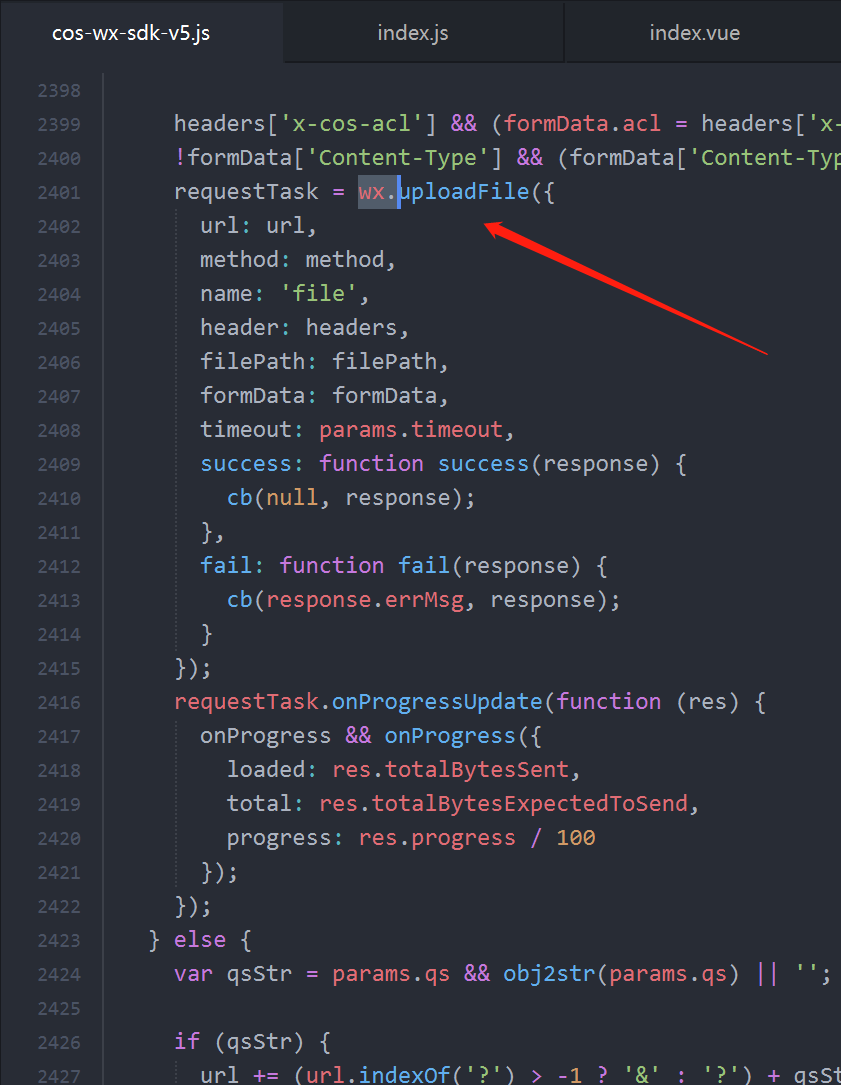 cos-wx-sdk-v5.js index.js index.vue
2398
2399 headers['x-cos-acl'] && (formData.acl = headers['x-
2400 !formData['Content-Type'] && (formData['Content-Typ
2401 requestTask = wx.uploadFile({
2402 url: url,
2403 method: method,
2404 name: 'file',
2405 header: headers,
2406 filePath: filePath,
2407 formData: formData,
2408 timeout: params.timeout,
2409 success: function success(response) {
2410 cb(null, response);
2411 },
2412 fail: function fail(response) {
2413 cb(response.errMsg, response);
2414 }
2415 });
2416 requestTask.onProgressUpdate(function (res) {
2417 onProgress && onProgress({
2418 loaded: res.totalBytesSent,
2419 total: res.totalBytesExpectedToSend,
2420 progress: res.progress / 100
2421 });
2422 });
2423 } else {
2424 var qsStr = params.qs && obj2str(params.qs) || '';
2425
2426 if (qsStr) {
2427 url += (url.indexOf('?') > -1 ? '&' : '?') + qsSt